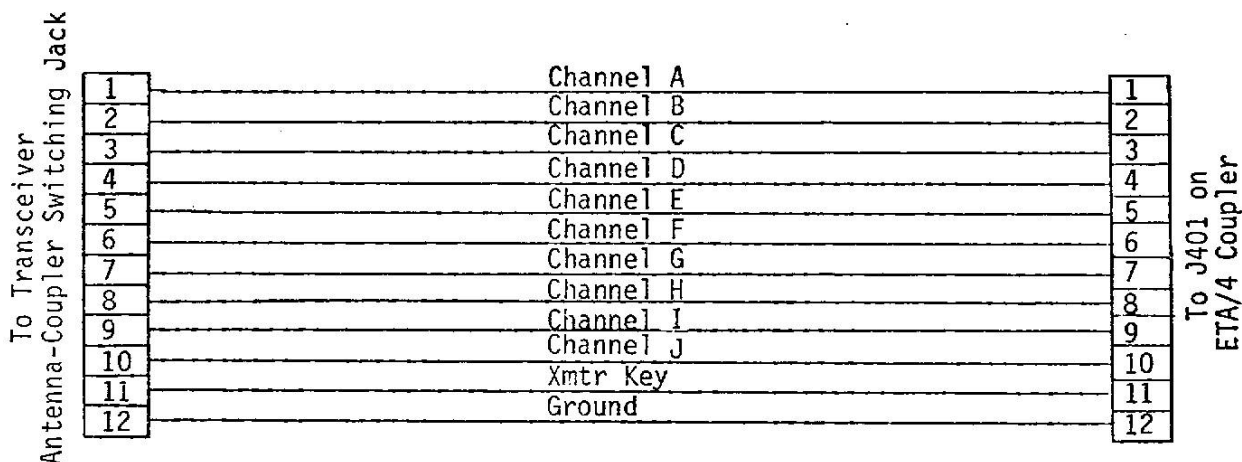 To Transceiver
Antenna-Coupler Switching Jack
1 Channel A 1
2 Channel B 2
3 Channel C 3
4 Channel D 4
5 Channel E 5
6 Channel F 6
7 Channel G 7
8 Channel H 8
9 Channel I 9
10 Channel J 10
11 Xmtr Key 11
12 Ground 12
To J401 on
ETA/4 Coupler